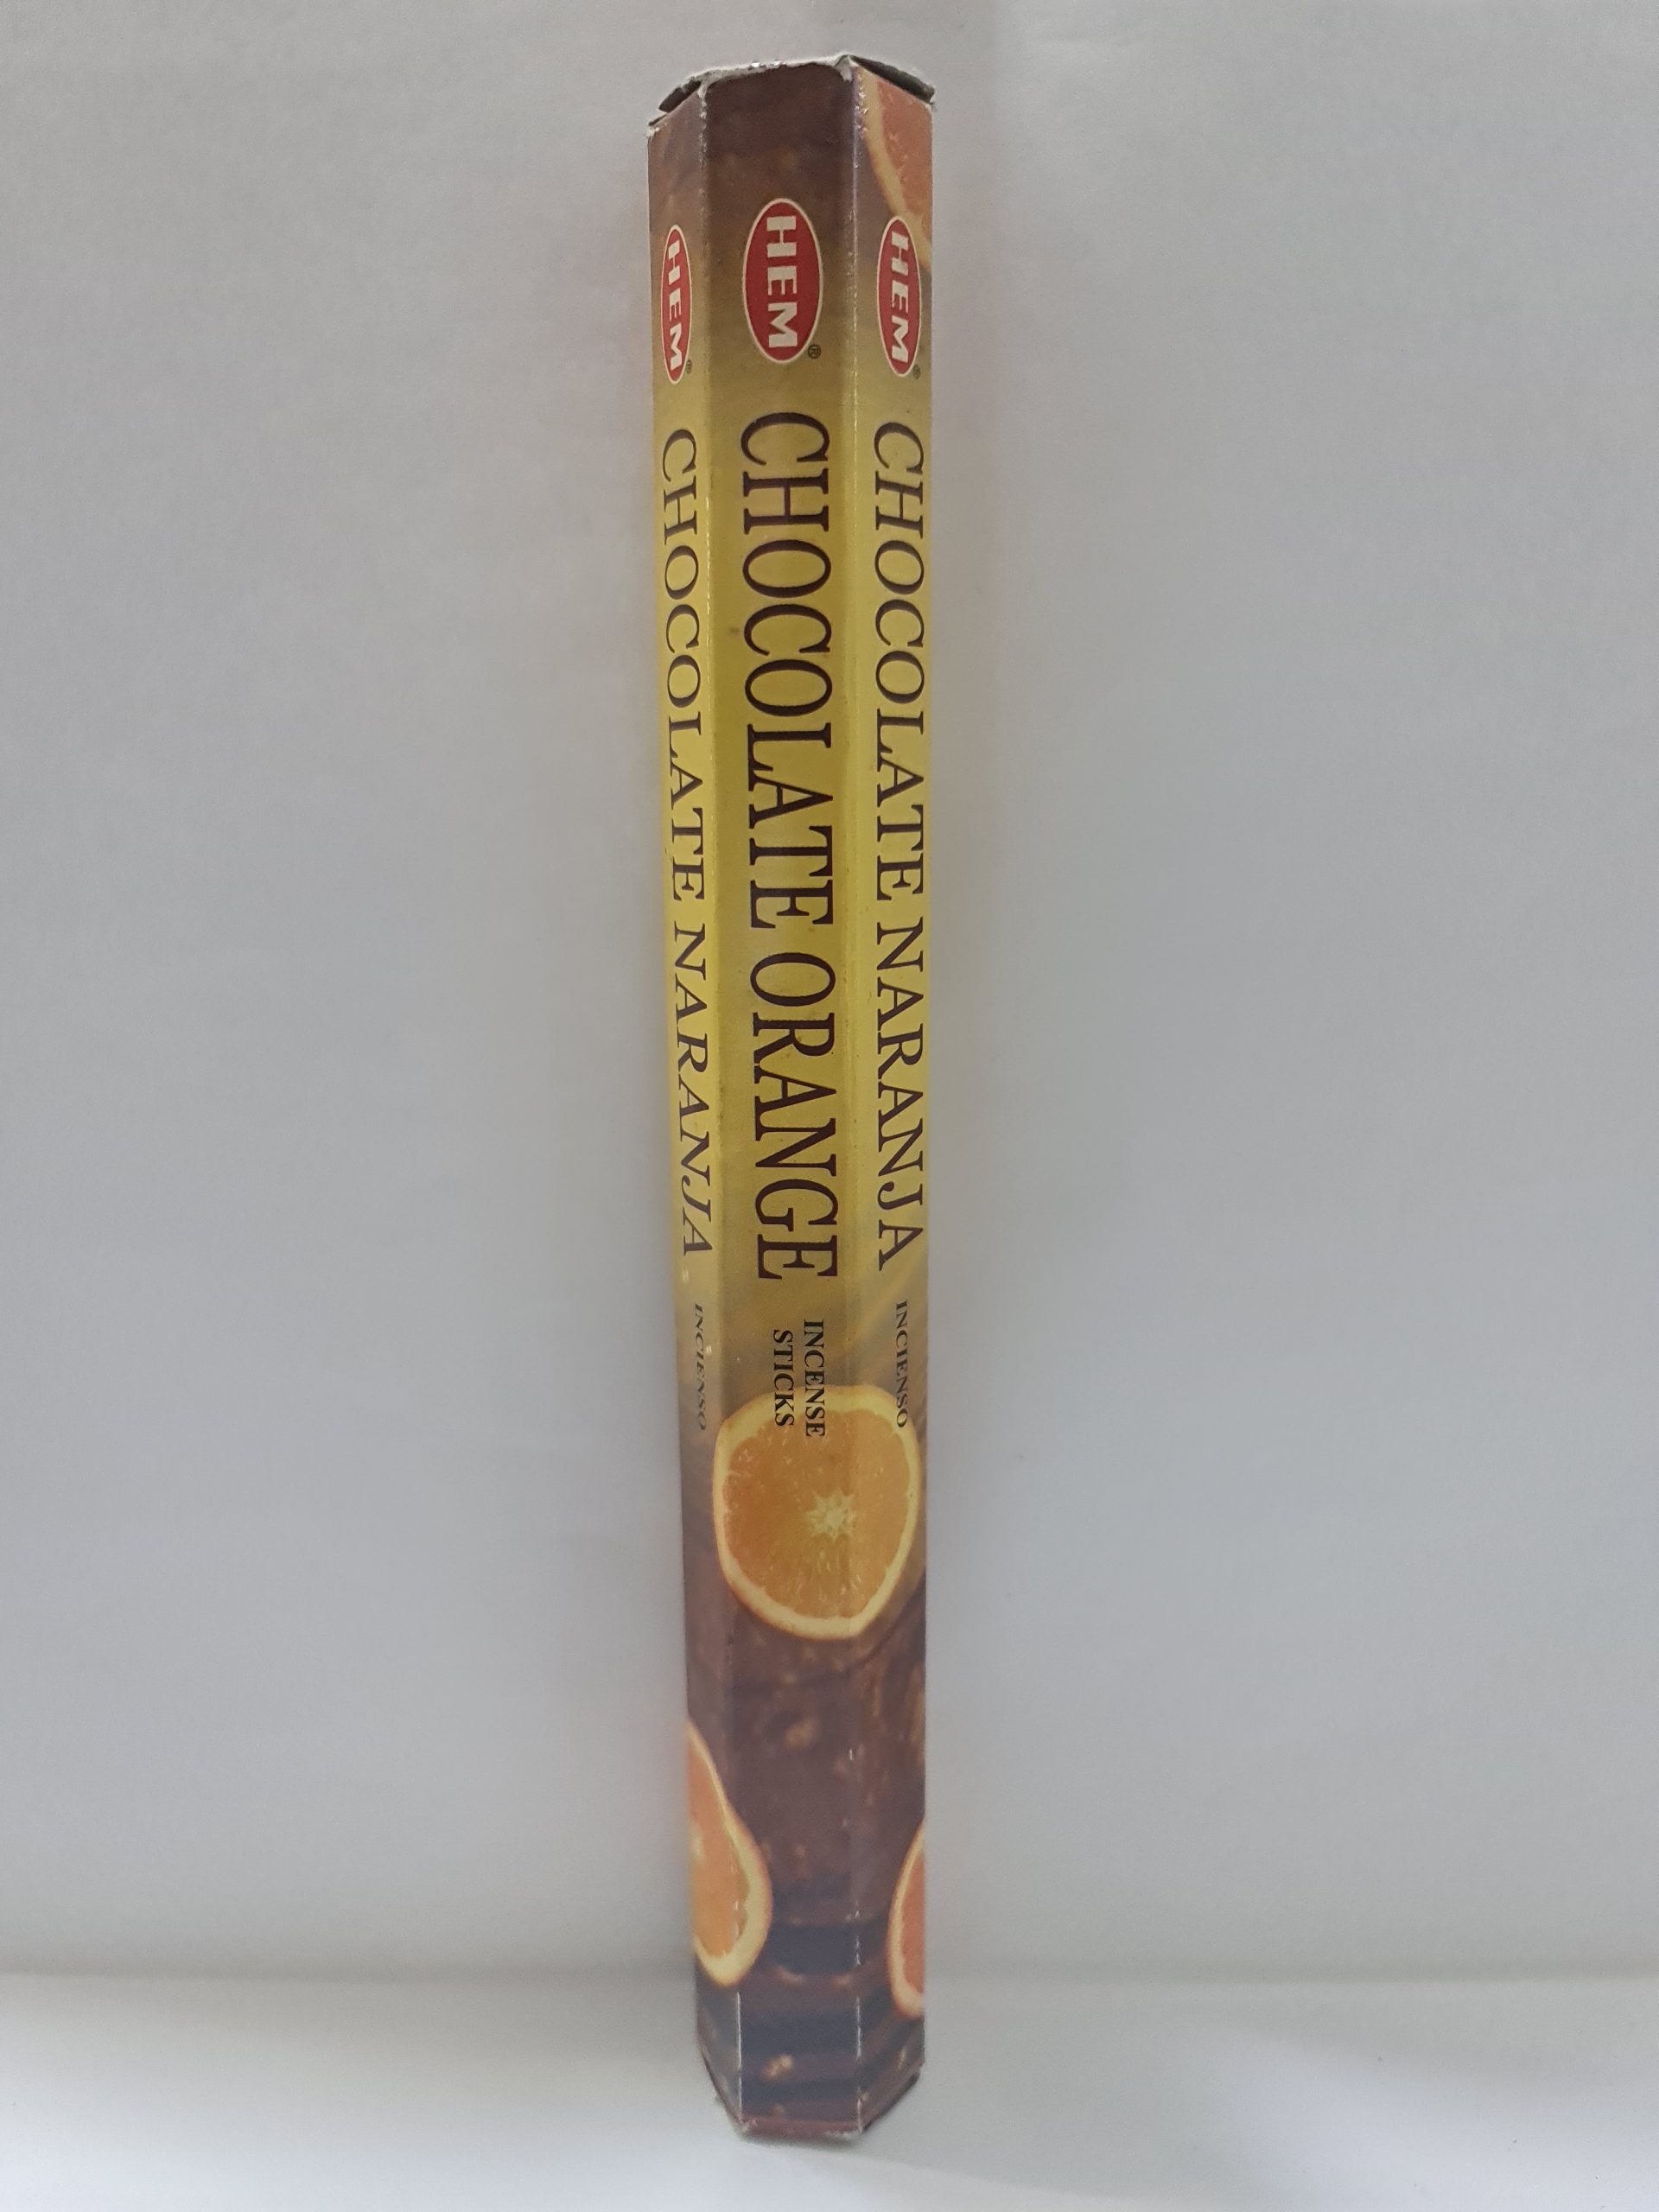 HEM®
CHOCOLATE NARANJA
INCIENSO
HEM®
CHOCOLATE ORANGE
INCENSE
STICKS
HEM®
CHOCOLATE NARANJA
INCIENSO